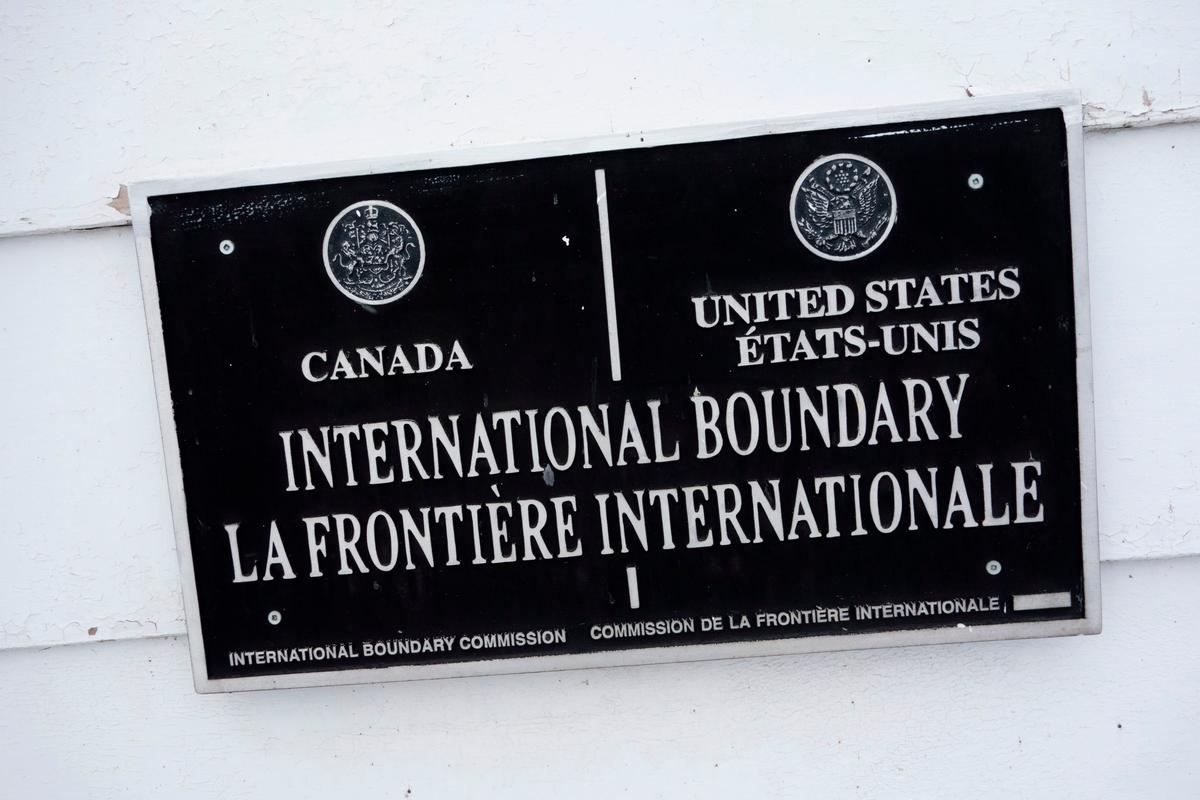 CANADA
UNITED STATES
ÉTATS-UNIS
INTERNATIONAL BOUNDARY
LA FRONTIÈRE INTERNATIONALE
INTERNATIONAL BOUNDARY COMMISSION
COMMISSION DE LA FRONTIÈRE INTERNATIONALE